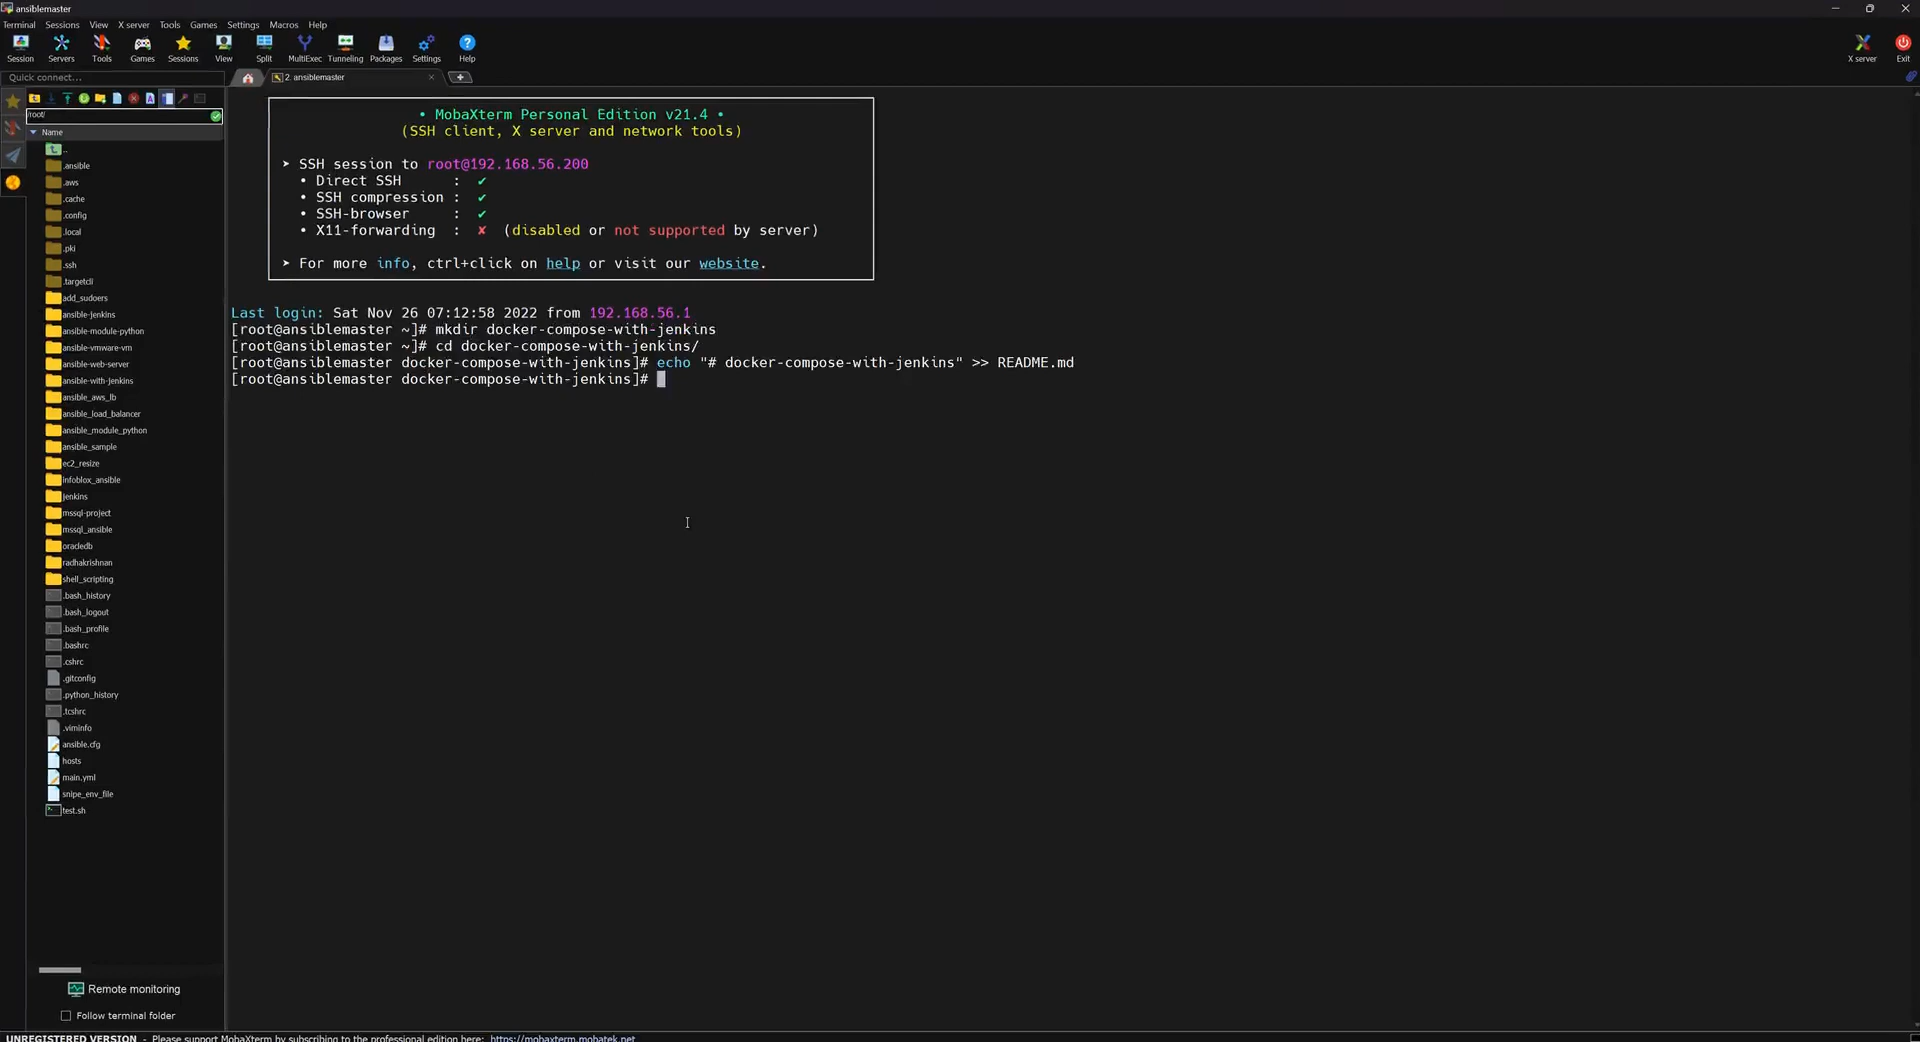 ansiblemaster
Terminal Sessions View X server Tools Games Settings Macros Help
Session Servers Tools Games Sessions View Split MultiExec Tunneling Packages Settings Help X server Exit
Quick connect...
2. ansiblemaster
/root/
Name
..
.ansible
.aws
.cache
.config
.local
.pki
.ssh
.targetcli
add_sudoers
ansible-jenkins
ansible-module-python
ansible-vmware-vm
ansible-web-server
ansible-with-jenkins
ansible_aws_lb
ansible_load_balancer
ansible_module_python
ansible_sample
ec2_resize
infoblox_ansible
jenkins
mssql-project
mssql_ansible
oracledb
radhakrishnan
shell_scripting
.bash_history
.bash_logout
.bash_profile
.bashrc
.cshrc
.gitconfig
.python_history
.tcshrc
.viminfo
ansible.cfg
hosts
main.yml
snipe_env_file
test.sh
Remote monitoring
Follow terminal folder
• MobaXterm Personal Edition v21.4 •
(SSH client, X server and network tools)
➤ SSH session to root@192.168.56.200
• Direct SSH : ✔
• SSH compression : ✔
• SSH-browser : ✔
• X11-forwarding : ✘ (disabled or not supported by server)
➤ For more info, ctrl+click on help or visit our website.
Last login: Sat Nov 26 07:12:58 2022 from 192.168.56.1
[root@ansiblemaster ~]# mkdir docker-compose-with-jenkins
[root@ansiblemaster ~]# cd docker-compose-with-jenkins/
[root@ansiblemaster docker-compose-with-jenkins]# echo "# docker-compose-with-jenkins" >> README.md
[root@ansiblemaster docker-compose-with-jenkins]#
UNREGISTERED VERSION - Please support MobaXterm by subscribing to the professional edition here: https://mobaxterm.mobatek.net